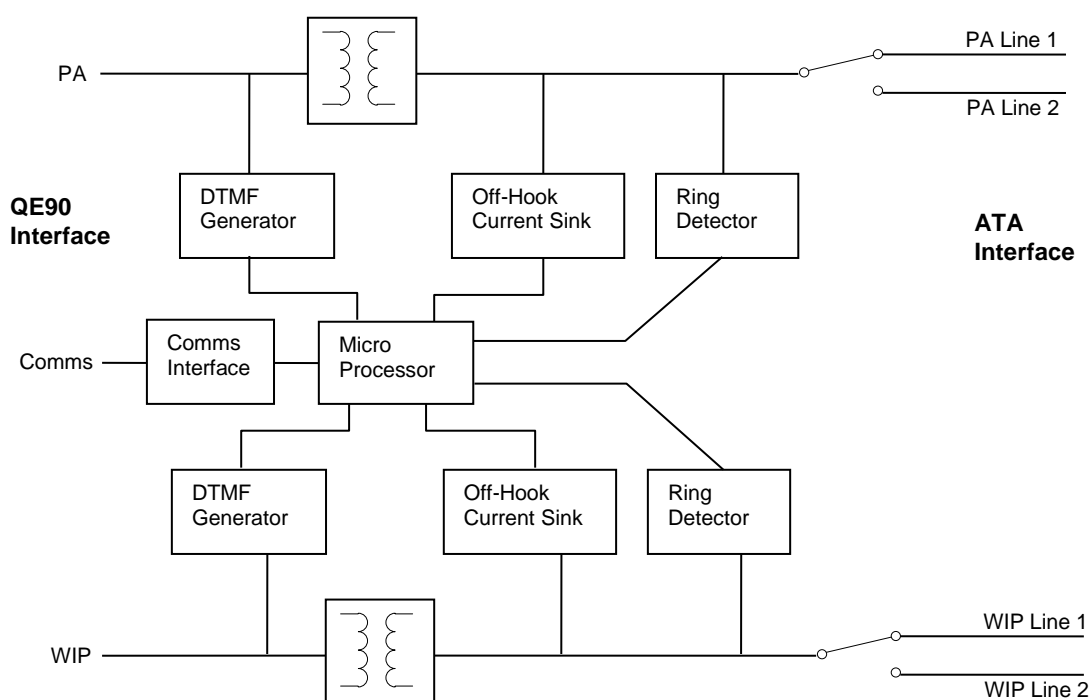 PA Line 1
PA
PA Line 2
DTMF
Generator
Off-Hook
Current Sink
Ring
Detector
QE90
Interface
ATA
Interface
Comms
Comms
Interface
Micro
Processor
DTMF
Generator
Off-Hook
Current Sink
Ring
Detector
WIP Line 1
WIP
WIP Line 2